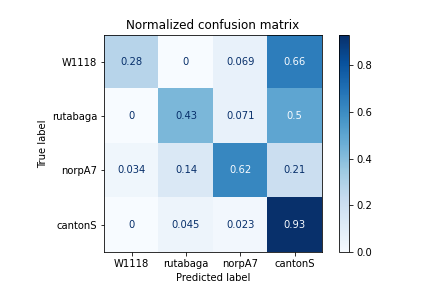 Normalized confusion matrix
W1118 0.28 0 0.069 0.66
rutabaga 0 0.43 0.071 0.5
norpA7 0.034 0.14 0.62 0.21
cantonS 0 0.045 0.023 0.93
W1118 rutabaga norpA7 cantonS
Predicted label
True label
0.8
0.6
0.4
0.2
0.0